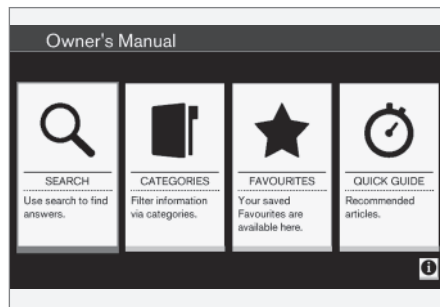 Owner's Manual
SEARCH
Use search to find
answers.
CATEGORIES
Filter information
via categories.
FAVOURITES
Your saved
Favourites are
available here.
QUICK GUIDE
Recommended
articles.
i